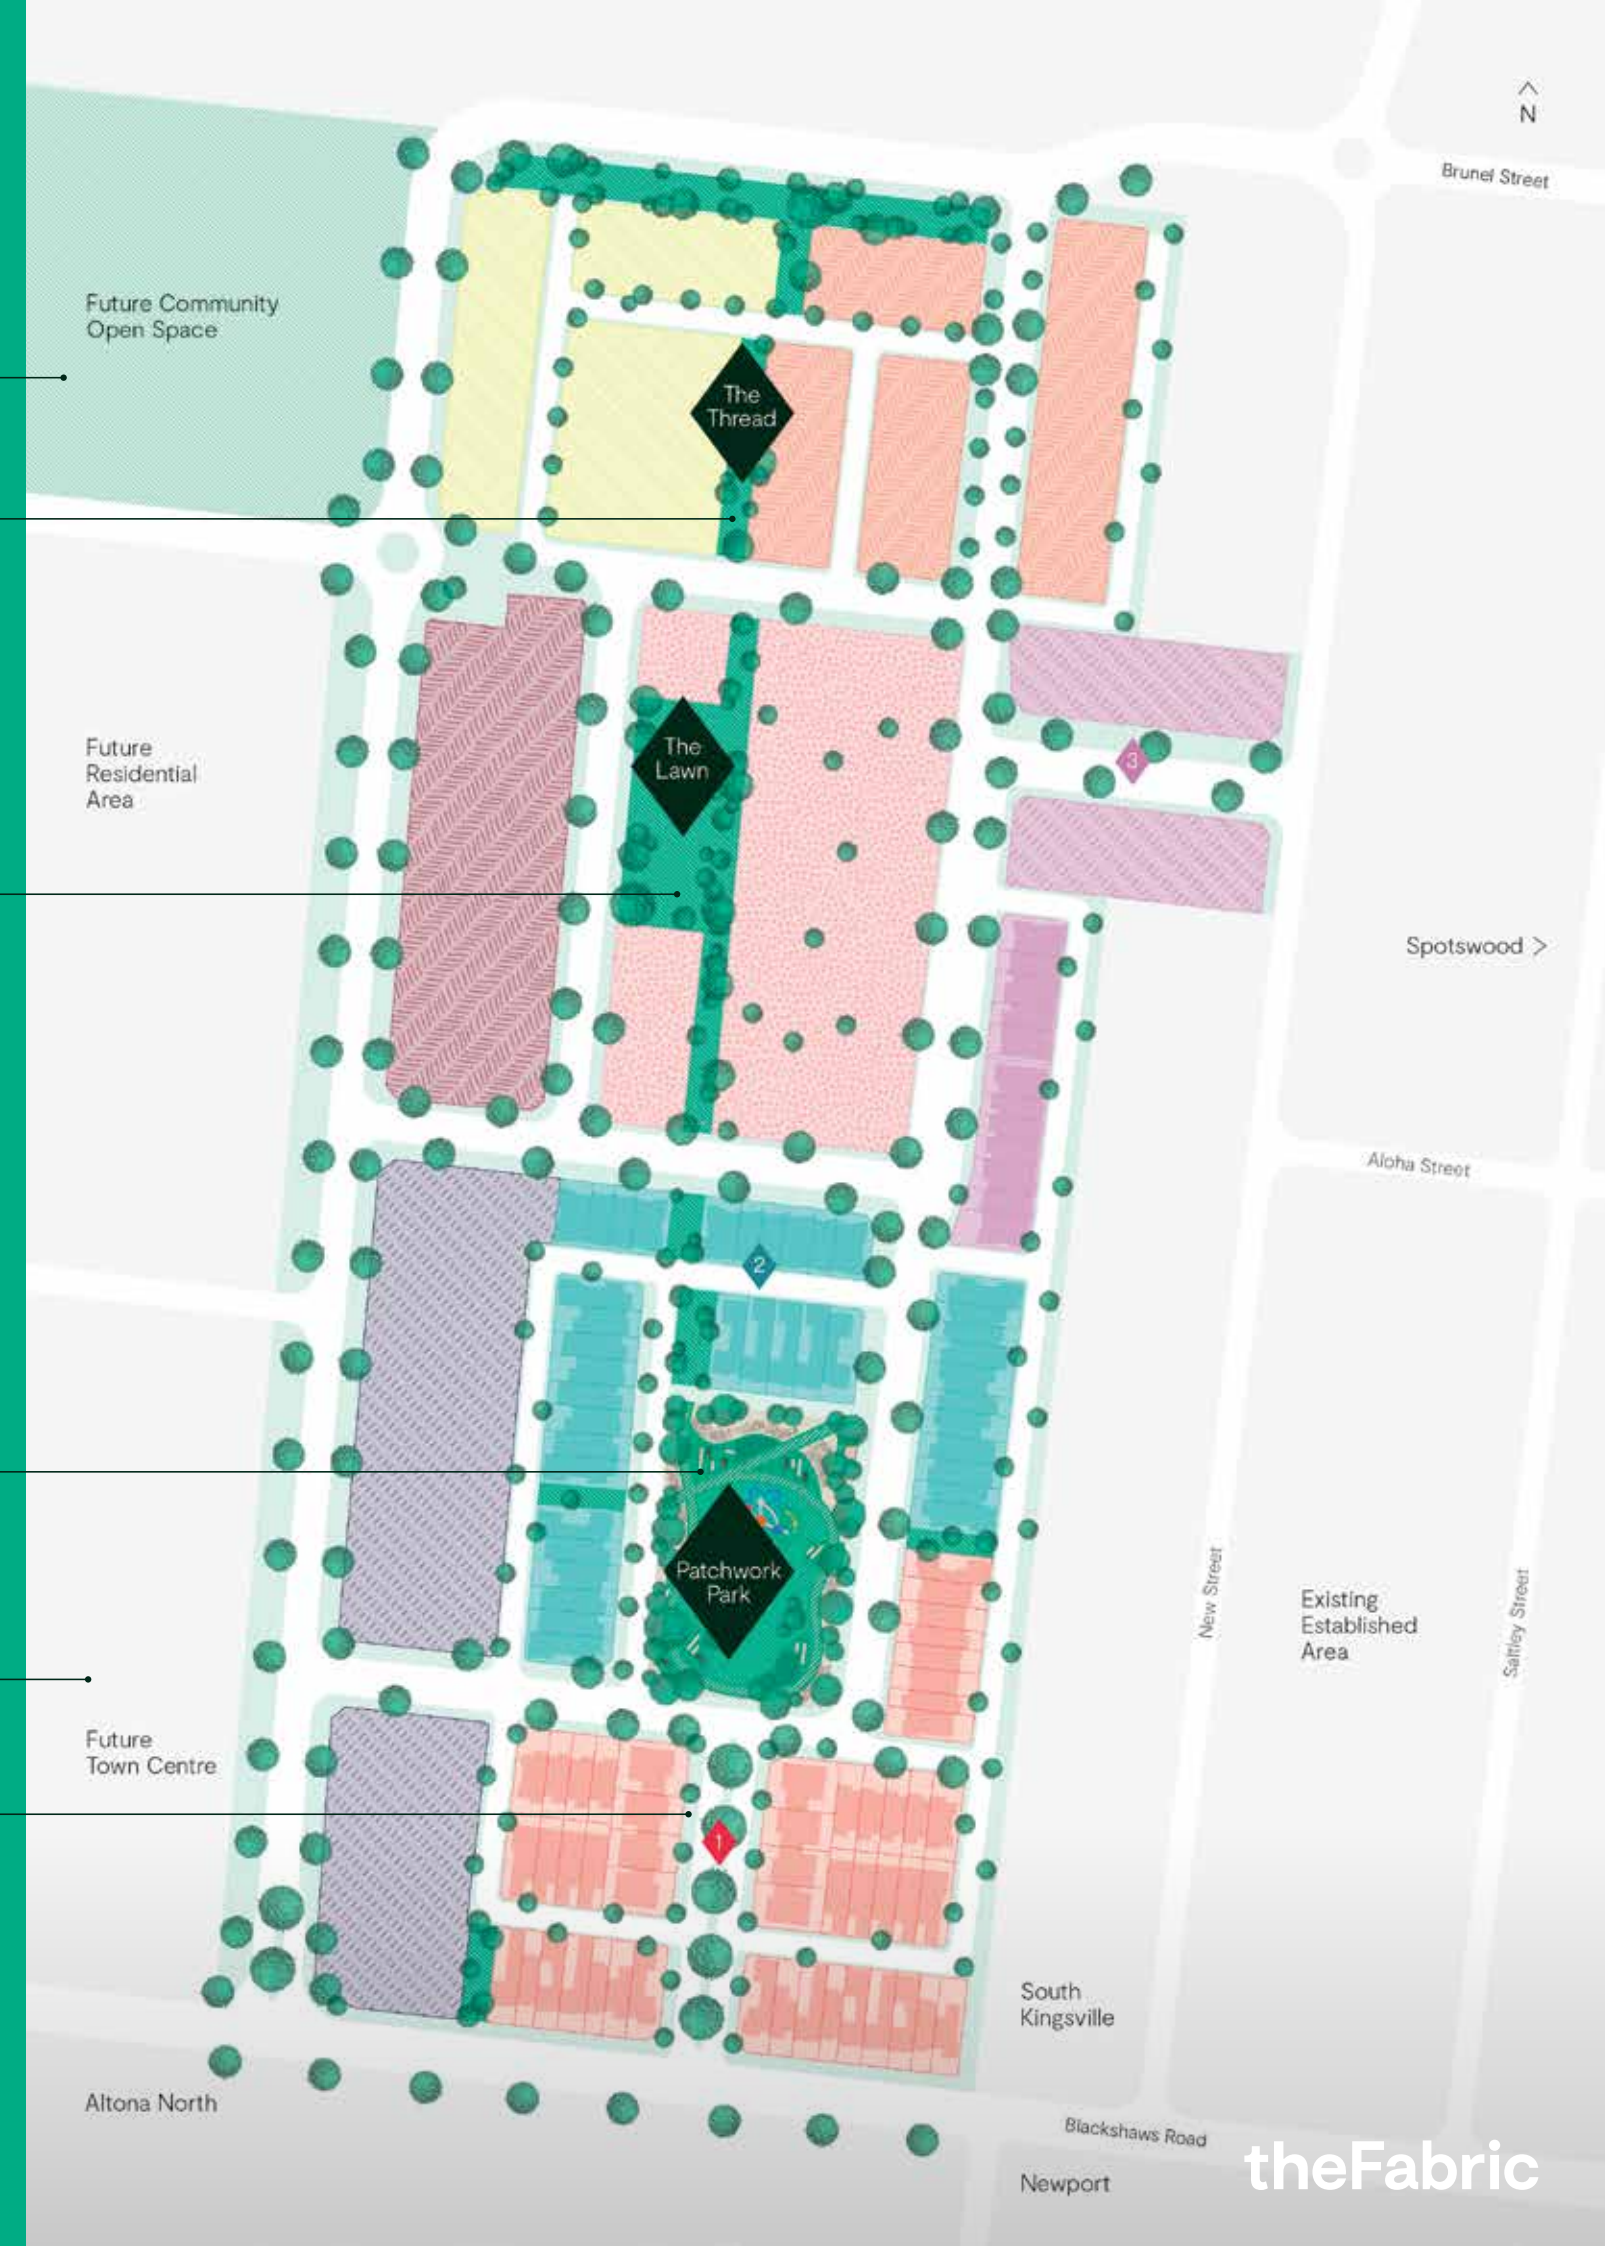 N
Brunel Street
Future Community
Open Space
The
Thread
Future
Residential
Area
The
Lawn
3
Spotswood >
Aloha Street
2
Patchwork
Park
New Street
Existing
Established
Area
Saltley Street
Future
Town Centre
1
South
Kingsville
Altona North
Blackshaws Road
Newport
theFabric